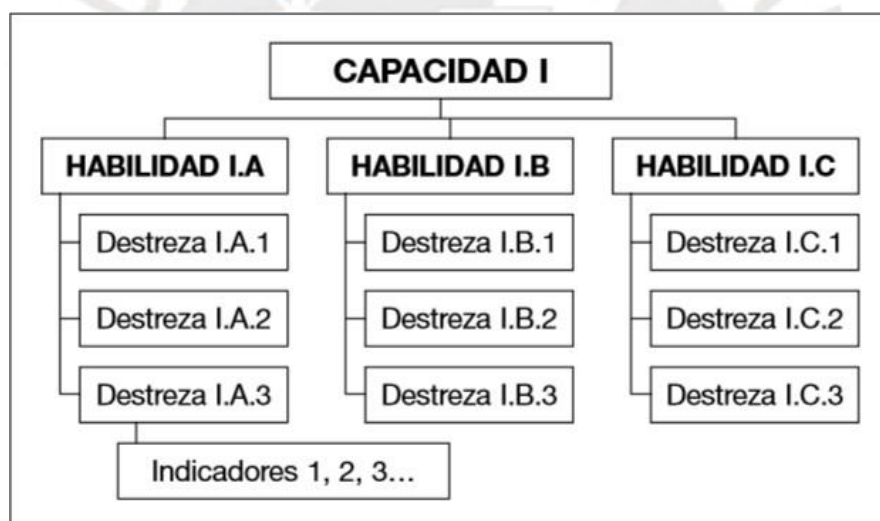 CAPACIDAD I
HABILIDAD I.A
Destreza I.A.1
Destreza I.A.2
Destreza I.A.3
Indicadores 1, 2, 3...
HABILIDAD I.B
Destreza I.B.1
Destreza I.B.2
Destreza I.B.3
HABILIDAD I.C
Destreza I.C.1
Destreza I.C.2
Destreza I.C.3